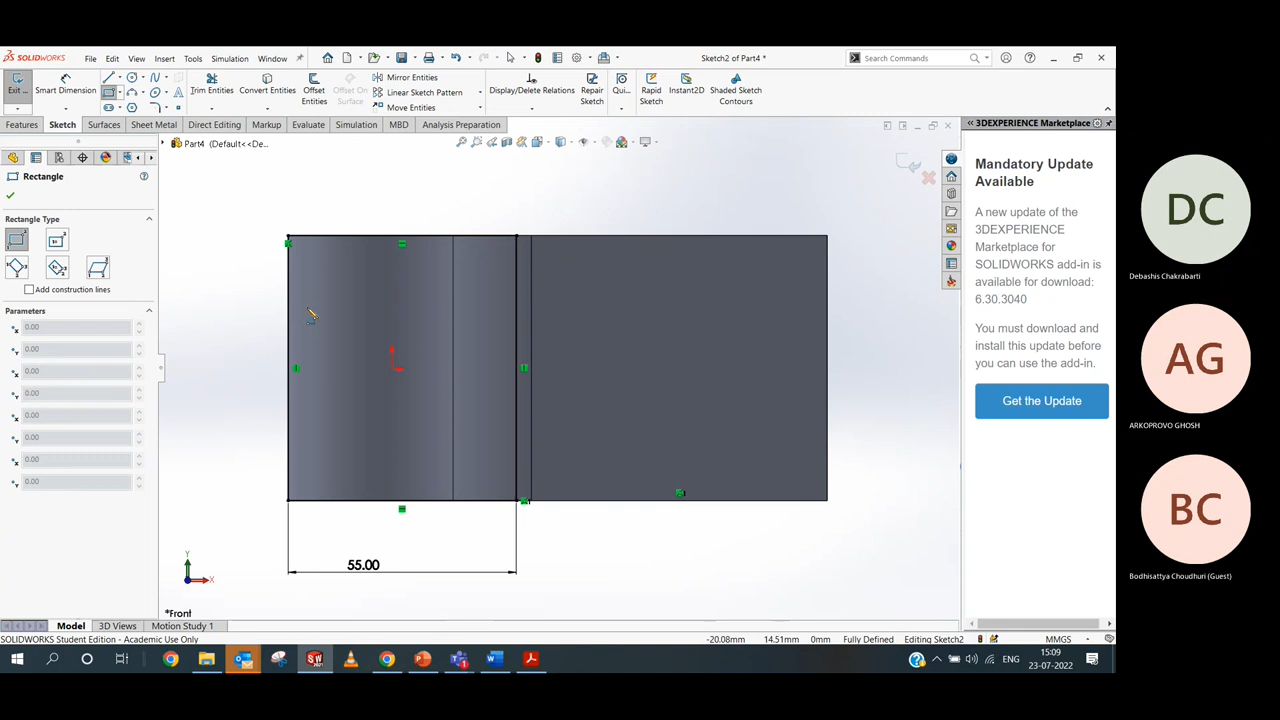 SOLIDWORKS File Edit View Insert Tools Simulation Window Sketch2 of Part4 * Search Commands
Exit ... Smart Dimension Trim Entities Convert Entities Offset Entities Offset On Surface Mirror Entities Linear Sketch Pattern Move Entities Display/Delete Relations Repair Sketch Qui... Rapid Sketch Instant2D Shaded Sketch Contours
Features Sketch Surfaces Sheet Metal Direct Editing Markup Evaluate Simulation MBD Analysis Preparation
3DEXPERIENCE Marketplace
Part4 (Default<<De...
Rectangle
Rectangle Type
Add construction lines
Parameters
0.00
0.00
0.00
0.00
0.00
0.00
0.00
0.00
55.00
Y
X
*Front
Mandatory Update
Available
A new update of the
3DEXPERIENCE
Marketplace for
SOLIDWORKS add-in is
available for download:
6.30.3040
You must download and
install this update before
you can use the add-in.
Get the Update
DC
Debashis Chakrabarti
AG
ARKOPROVO GHOSH
BC
Bodhisattya Choudhuri (Guest)
Model 3D Views Motion Study 1
SOLIDWORKS Student Edition - Academic Use Only -20.08mm 14.51mm 0mm Fully Defined Editing Sketch2 MMGS
ENG 15:09
23-07-2022